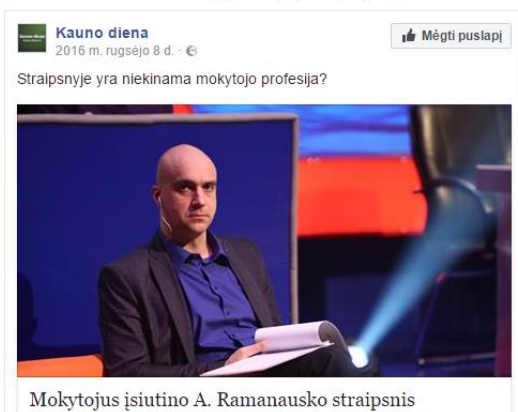 Kauno diena
2016 m. rugsėjo 8 d. ·
Mėgti puslapį
Straipsnyje yra niekinama mokytojo profesija?
Mokytojus įsiutino A. Ramanausko straipsnis